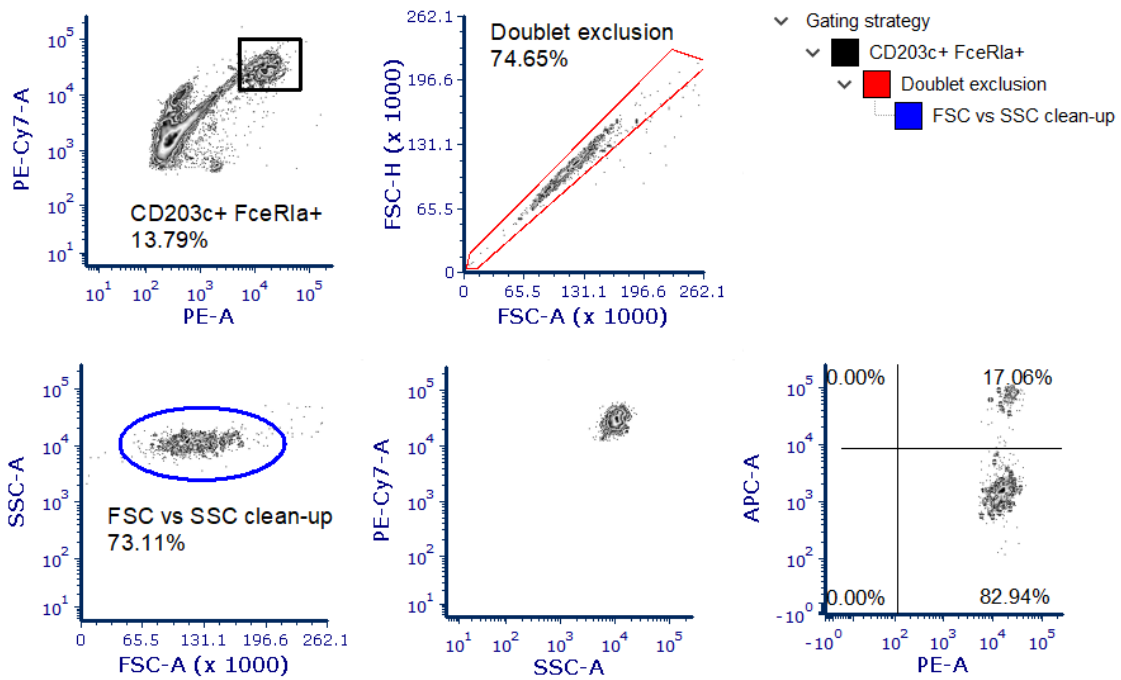 10^5
10^4
10^3
10^2
10^1
PE-Cy7-A
CD203c+ FceRIa+
13.79%
10^1 10^2 10^3 10^4 10^5
PE-A
262.1
196.6
131.1
65.5
0
FSC-H (x 1000)
Doublet exclusion
74.65%
0 65.5 131.1 196.6 262.1
FSC-A (x 1000)
Gating strategy
CD203c+ FceRIa+
Doublet exclusion
FSC vs SSC clean-up
10^5
10^4
10^3
10^2
10^1
SSC-A
FSC vs SSC clean-up
73.11%
0 65.5 131.1 196.6 262.1
FSC-A (x 1000)
10^5
10^4
10^3
10^2
10^1
PE-Cy7-A
10^1 10^2 10^3 10^4 10^5
SSC-A
10^5
10^4
10^3
10^2
-10^0
APC-A
0.00% 17.06%
0.00% 82.94%
-10^0 10^2 10^3 10^4 10^5
PE-A